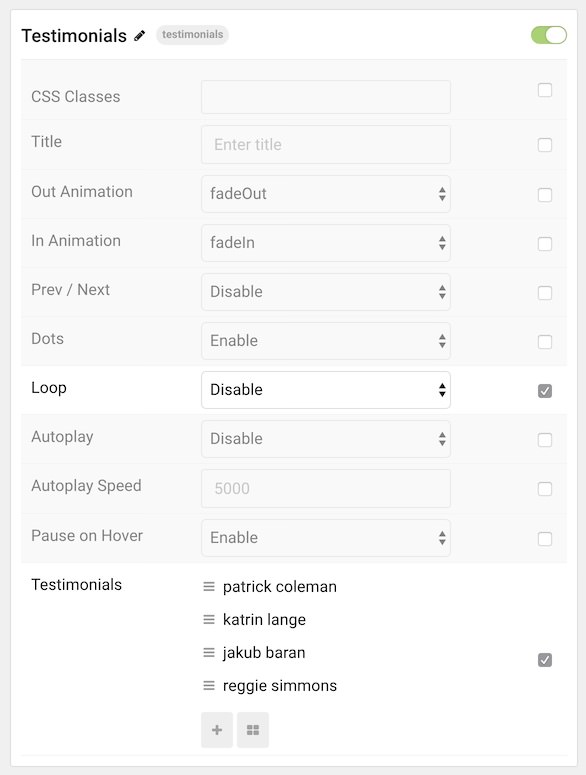 Testimonials testimonials
CSS Classes
Title Enter title
Out Animation fadeOut
In Animation fadeIn
Prev / Next Disable
Dots Enable
Loop Disable
Autoplay Disable
Autoplay Speed 5000
Pause on Hover Enable
Testimonials patrick coleman
katrin lange
jakub baran
reggie simmons